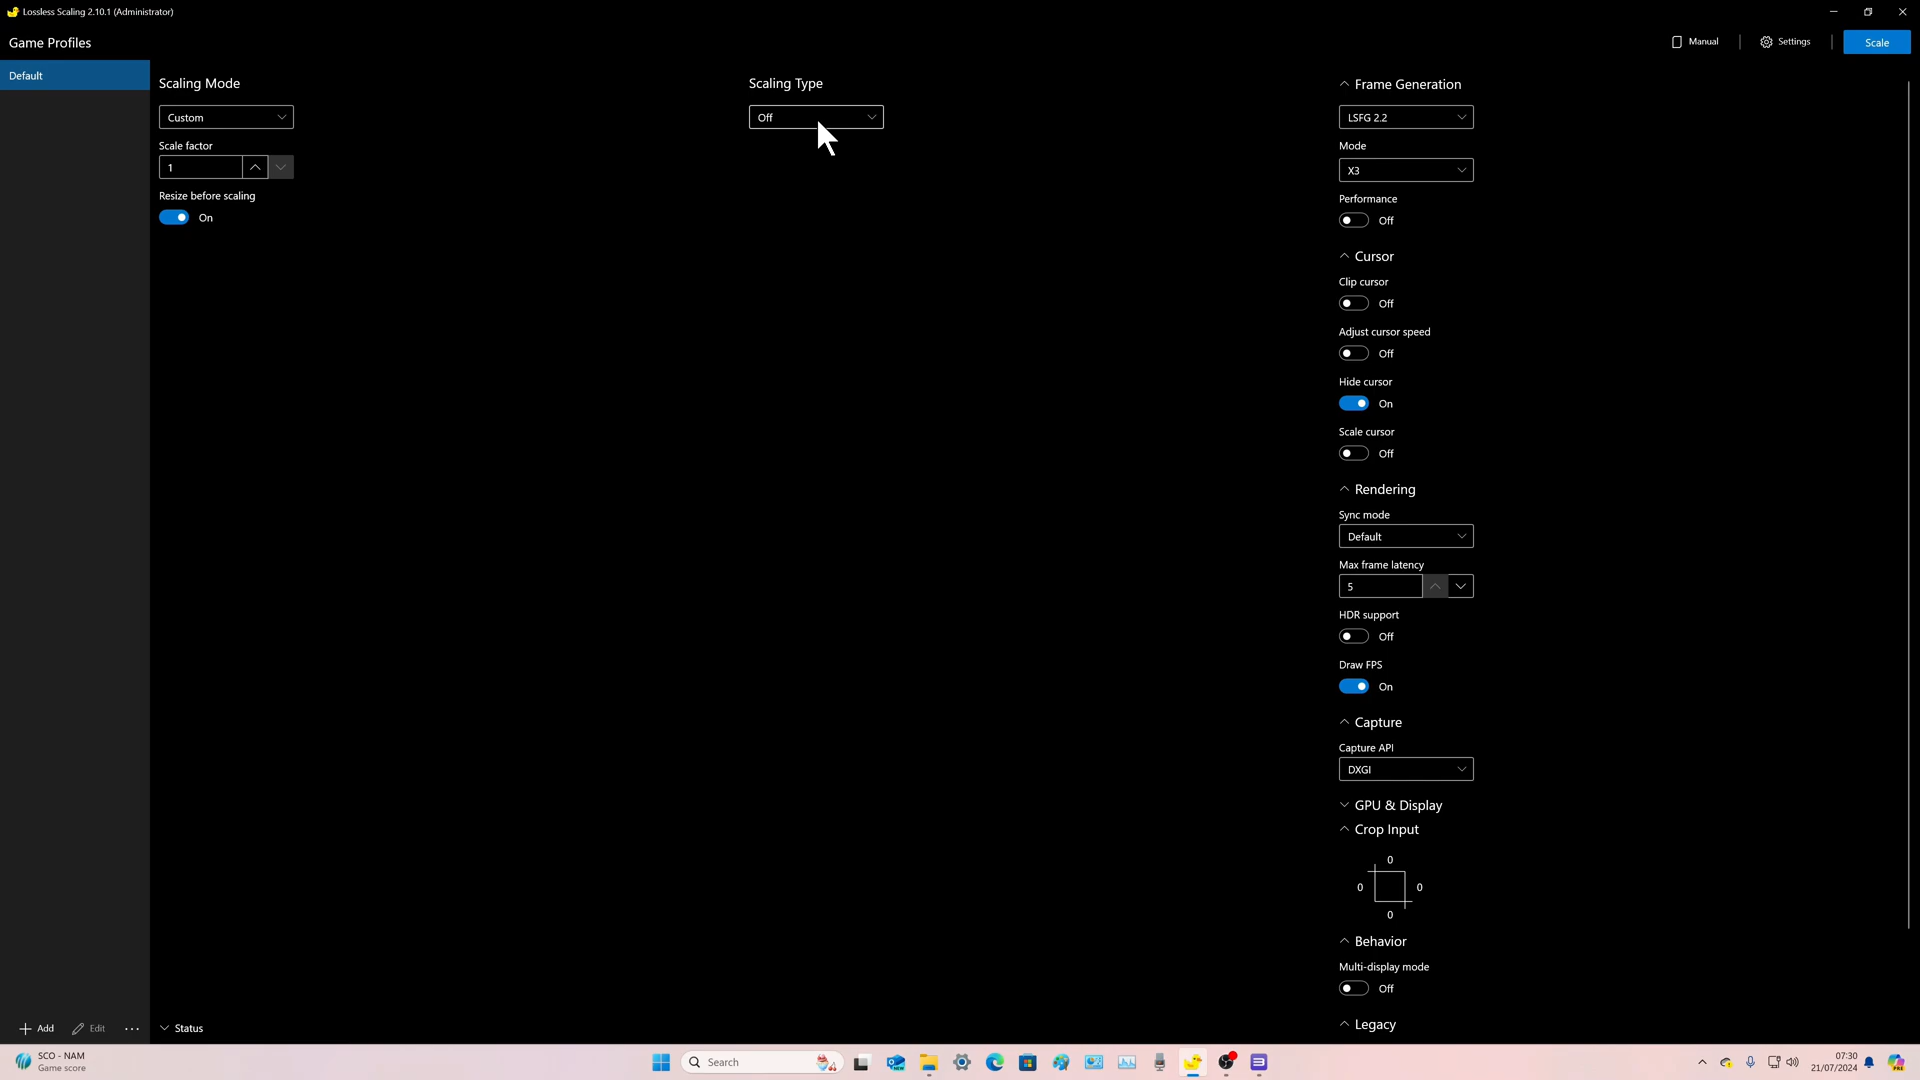 Lossless Scaling 2.10.1 (Administrator)
Game Profiles
Manual
Settings
Scale
Default
Scaling Mode
Custom
Scale factor
1
Resize before scaling
On
Scaling Type
Off
Frame Generation
LSFG 2.2
Mode
X3
Performance
Off
Cursor
Clip cursor
Off
Adjust cursor speed
Off
Hide cursor
On
Scale cursor
Off
Rendering
Sync mode
Default
Max frame latency
5
HDR support
Off
Draw FPS
On
Capture
Capture API
DXGI
GPU & Display
Crop Input
0
0 0
0
Behavior
Multi-display mode
Off
Legacy
Add Edit ...
Status
SCO - NAM
Game score
Search
NEW
07:30
21/07/2024
PRE